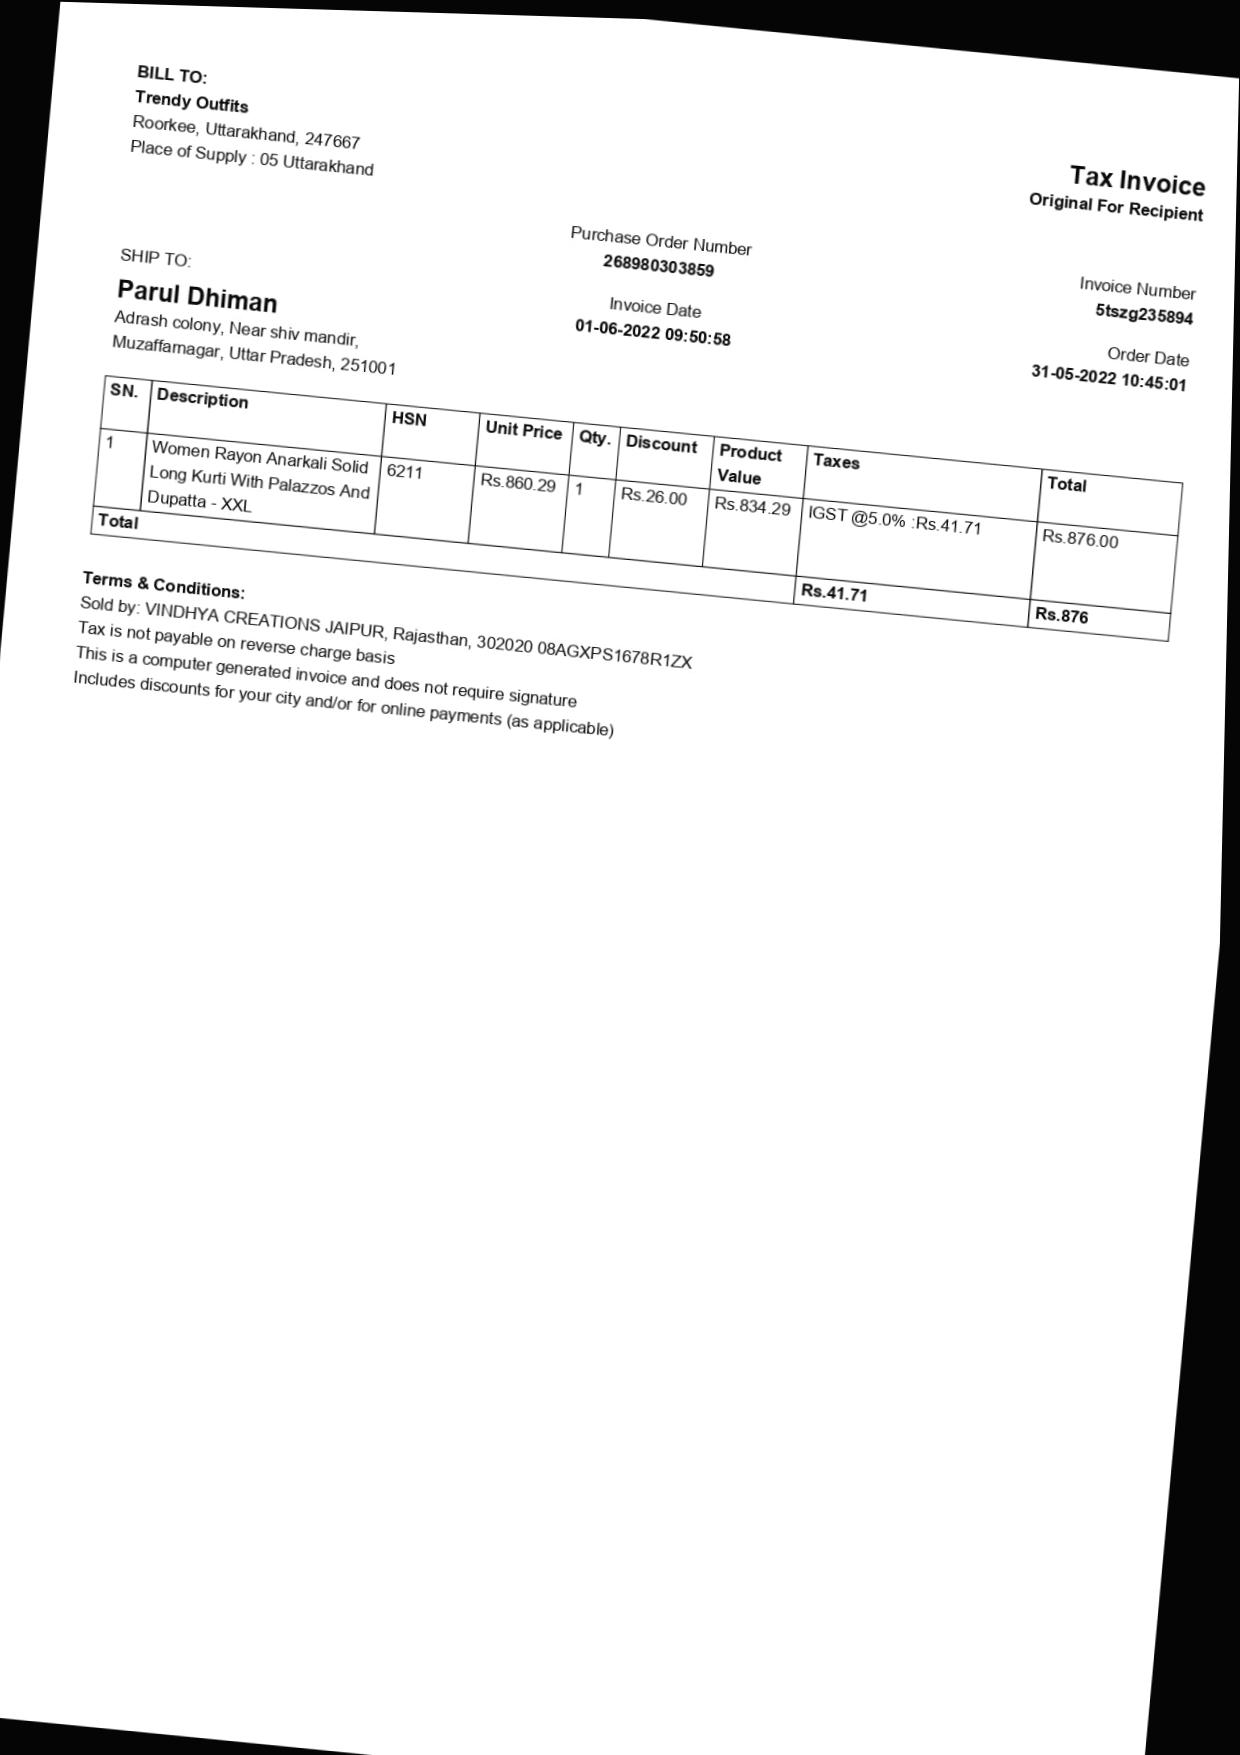 BILL TO:
Trendy Outfits
Roorkee, Uttarakhand, 247667
Place of Supply : 05 Uttarakhand
Tax Invoice
Original For Recipient
SHIP TO:
Parul Dhiman
Adrash colony, Near shiv mandir,
Muzaffarnagar, Uttar Pradesh, 251001
Purchase Order Number
268980303859
Invoice Date
01-06-2022 09:50:58
Invoice Number
5tszg235894
Order Date
31-05-2022 10:45:01
SN. Description HSN Unit Price Qty. Discount Product Value Taxes Total
1 Women Rayon Anarkali Solid 6211 Rs.860.29 1 Rs.26.00 Rs.834.29 IGST @5.0% :Rs.41.71 Rs.876.00
Long Kurti With Palazzos And
Dupatta - XXL
Total Rs.41.71 Rs.876
Terms & Conditions:
Sold by: VINDHYA CREATIONS JAIPUR, Rajasthan, 302020 08AGXPS1678R1ZX
Tax is not payable on reverse charge basis
This is a computer generated invoice and does not require signature
Includes discounts for your city and/or for online payments (as applicable)